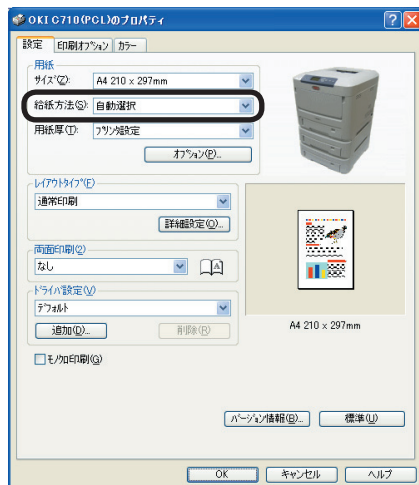 OKI C710(PCL)のプロパティ
設定 印刷オプション カラー
用紙
サイズ(Z): A4 210 x 297mm
給紙方法(S): 自動選択
用紙厚(T): プリンタ設定
オプション(P)...
レイアウトタイプ(E)
通常印刷
詳細設定(O)...
両面印刷(2)
なし
A
ドライバ設定(V)
デフォルト
追加(D)... 削除(R)
A4 210 x 297mm
モノクロ印刷(G)
バージョン情報(B)... 標準(U)
OK キャンセル ヘルプ